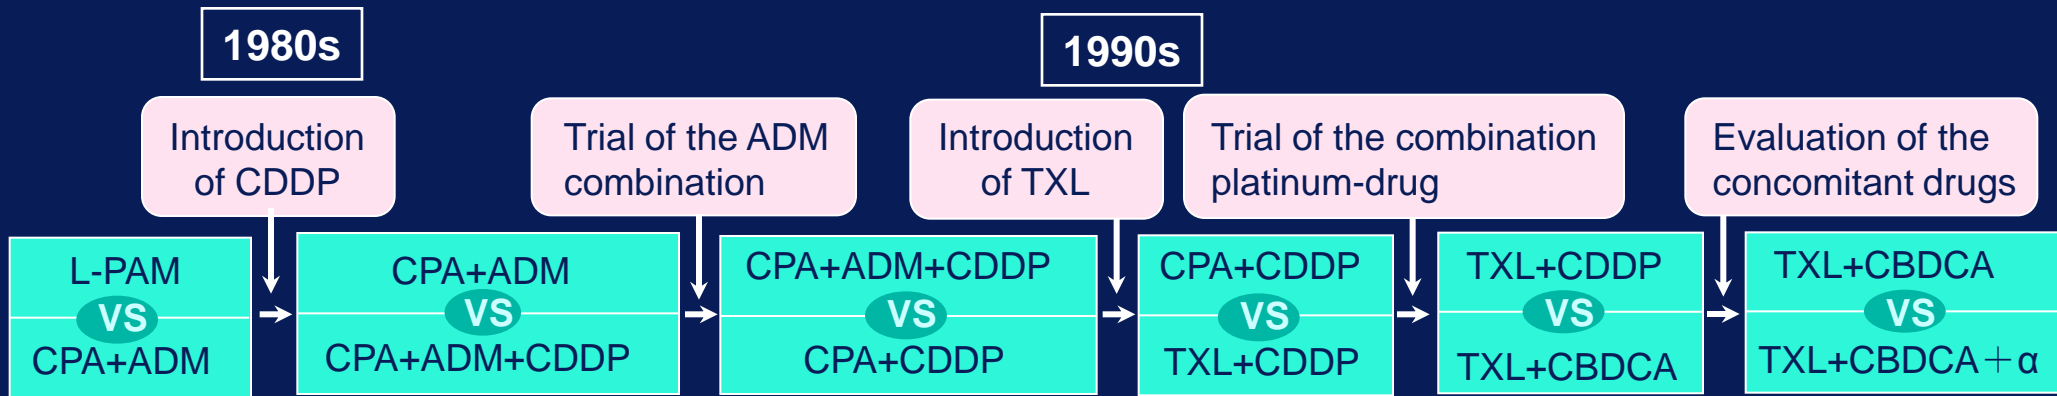 1980s
1990s
Introduction
of CDDP
Trial of the ADM
combination
Introduction
of TXL
Trial of the combination
platinum-drug
Evaluation of the
concomitant drugs
L-PAM
VS
CPA+ADM
CPA+ADM
VS
CPA+ADM+CDDP
CPA+ADM+CDDP
VS
CPA+CDDP
CPA+CDDP
VS
TXL+CDDP
TXL+CDDP
VS
TXL+CBDCA
TXL+CBDCA
VS
TXL+CBDCA+α